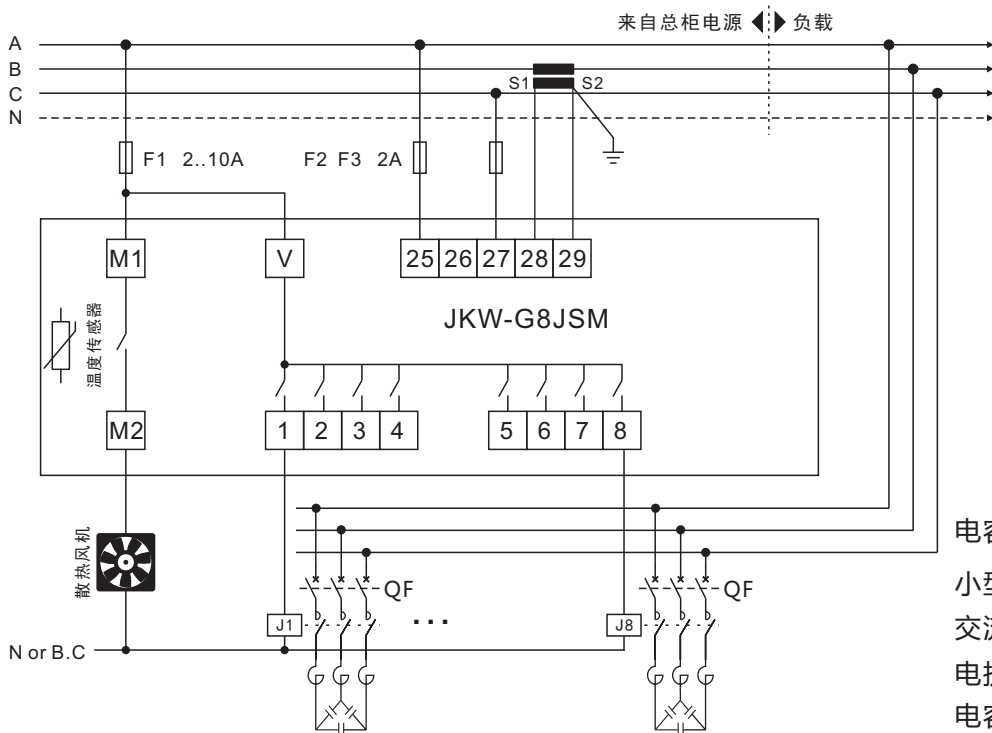 来自总柜电源 负载
A
B
C
S1 S2
N
F1 2..10A
F2 F3 2A
M1 V 25 26 27 28 29
JKW-G8JSM
温度传感器
M2 1 2 3 4 5 6 7 8
散热风机
QF QF
J1 ... J8
N or B.C
电容
小型
交流
电
电容